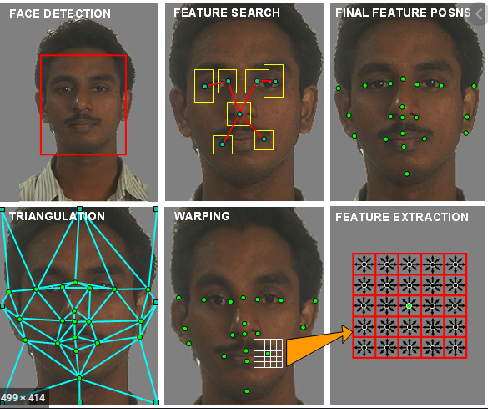 FACE DETECTION
FEATURE SEARCH
FINAL FEATURE POSNS
TRIANGULATION
WARPING
FEATURE EXTRACTION
499 × 414